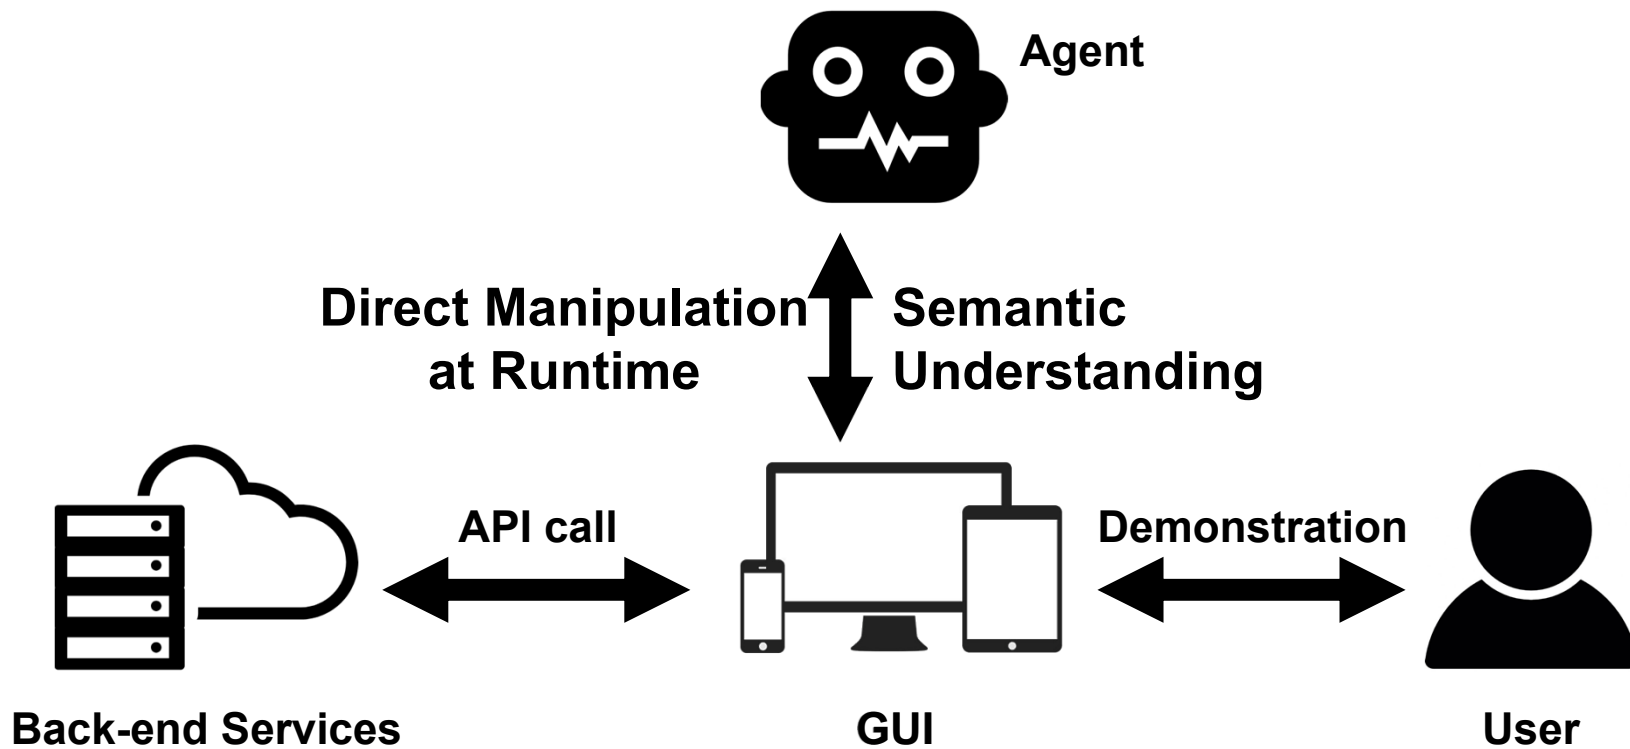 Agent
Direct Manipulation
at Runtime
Semantic
Understanding
API call
Demonstration
Back-end Services
GUI
User